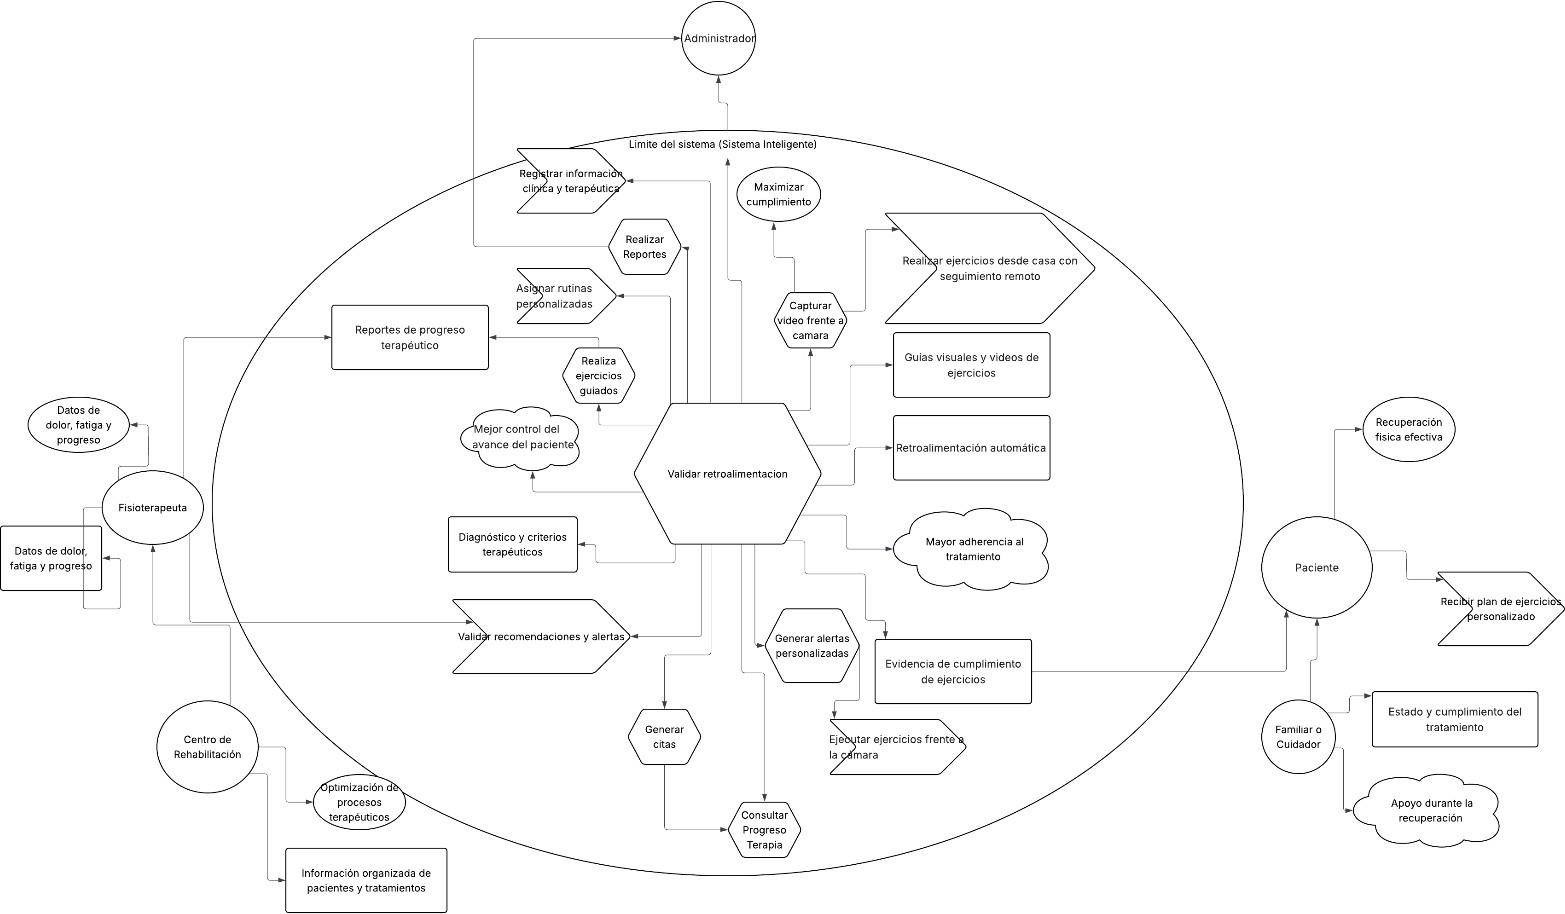 Administrador
Limite del sistema (Sistema Inteligente)
Registrar información
clínica y terapéutica
Maximizar
cumplimiento
Realizar
Reportes
Realizar ejercicios desde casa con
seguimiento remoto
Asignar rutinas
personalizadas
Capturar
video frente a
camara
Reportes de progreso
terapéutico
Realiza
ejercicios
guiados
Guías visuales y videos de
ejercicios
Datos de
dolor, fatiga y
progreso
Mejor control del
avance del paciente
Recuperación
fisica efectiva
Validar retroalimentacion
Retroalimentación automática
Fisioterapeuta
Datos de dolor,
fatiga y progreso
Diagnóstico y criterios
terapéuticos
Mayor adherencia al
tratamiento
Paciente
Recibir plan de ejercicios
personalizado
Validar recomendaciones y alertas
Generar alertas
personalizadas
Evidencia de cumplimiento
de ejercicios
Centro de
Rehabilitación
Generar
citas
Ejecutar ejercicios frente a
la cámara
Familiar o
Cuidador
Estado y cumplimiento del
tratamiento
Optimización de
procesos
terapéuticos
Consultar
Progreso
Terapia
Apoyo durante la
recuperación
Información organizada de
pacientes y tratamientos